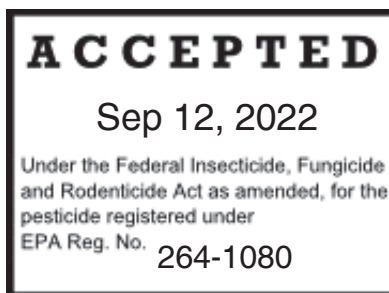 ACCEPTED
Sep 12, 2022
Under the Federal Insecticide, Fungicide
and Rodenticide Act as amended, for the
pesticide registered under
EPA Reg. No. 264-1080